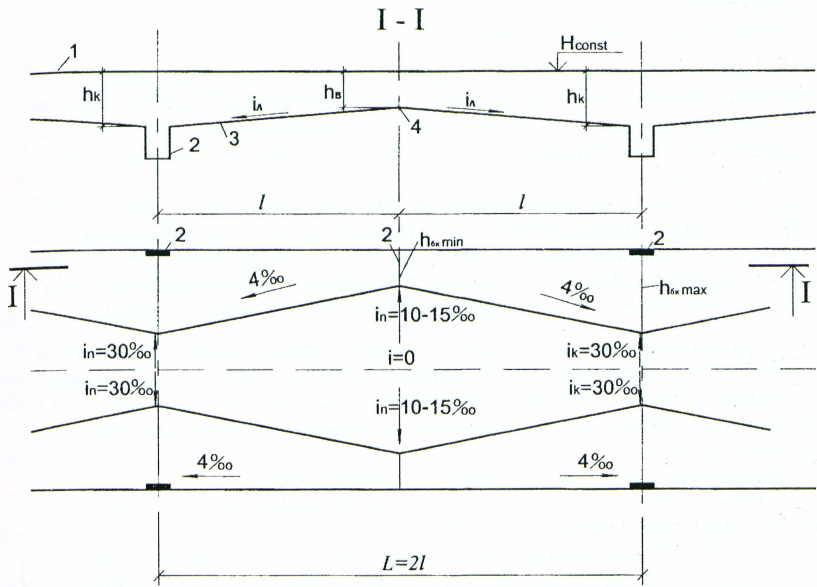 I - I
1
Hconst
hк
hв
hк
iл
iл
2
3
4
l
l
2
2
hбк min
2
I
4‰
4‰
hбк max
I
iп=10-15‰
iп=30‰
i=0
iк=30‰
iп=30‰
iк=30‰
iп=10-15‰
4‰
4‰
L=2l